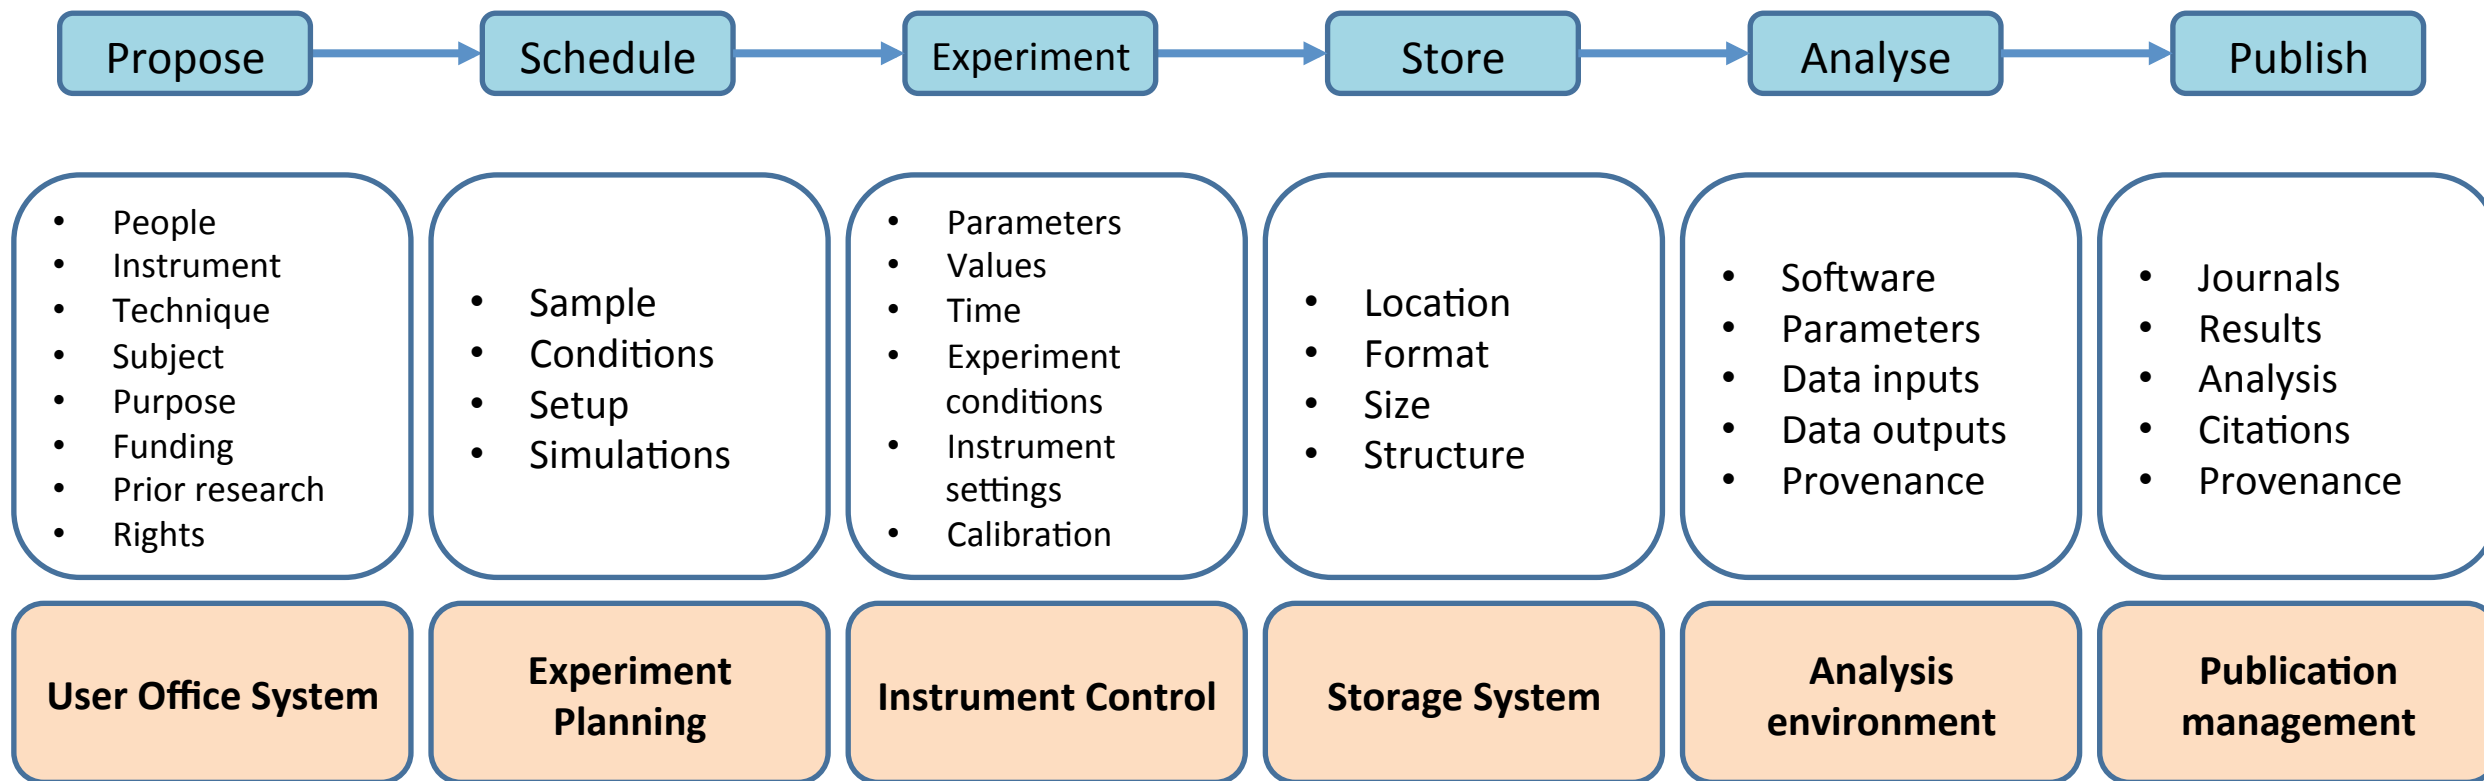 Propose
Schedule
Experiment
Store
Analyse
Publish
• People
• Instrument
• Technique
• Subject
• Purpose
• Funding
• Prior research
• Rights
• Sample
• Conditions
• Setup
• Simulations
• Parameters
• Values
• Time
• Experiment
conditions
• Instrument
settings
• Calibration
• Location
• Format
• Size
• Structure
• Software
• Parameters
• Data inputs
• Data outputs
• Provenance
• Journals
• Results
• Analysis
• Citations
• Provenance
User Office System
Experiment
Planning
Instrument Control
Storage System
Analysis
environment
Publication
management